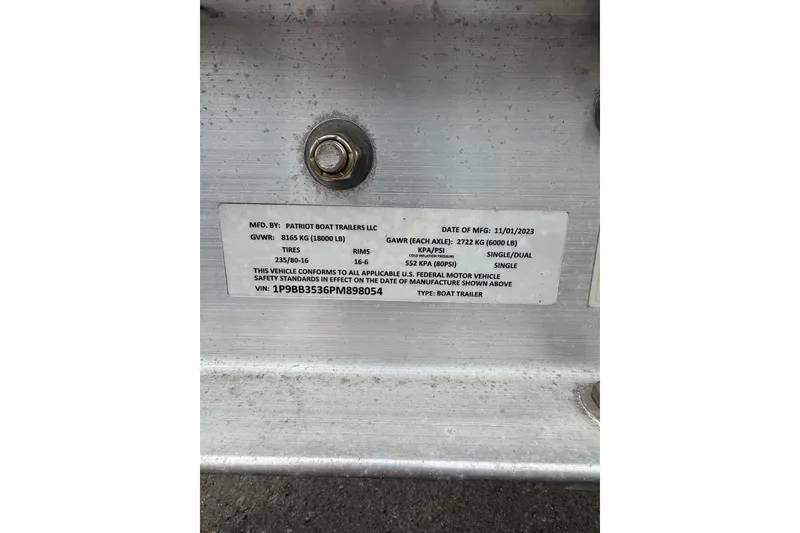 MFD. BY: PATRIOT BOAT TRAILERS LLC DATE OF MFG: 11/01/2023
GVWR: 8165 KG (18000 LB) GAWR (EACH AXLE): 2722 KG (6000 LB)
TIRES RIMS KPA/PSI SINGLE/DUAL
COLD INFLATION PRESSURE
235/80-16 16-6 552 KPA (80PSI) SINGLE
THIS VEHICLE CONFORMS TO ALL APPLICABLE U.S. FEDERAL MOTOR VEHICLE
SAFETY STANDARDS IN EFFECT ON THE DATE OF MANUFACTURE SHOWN ABOVE
VIN: 1P9BB3536PM898054 TYPE: BOAT TRAILER